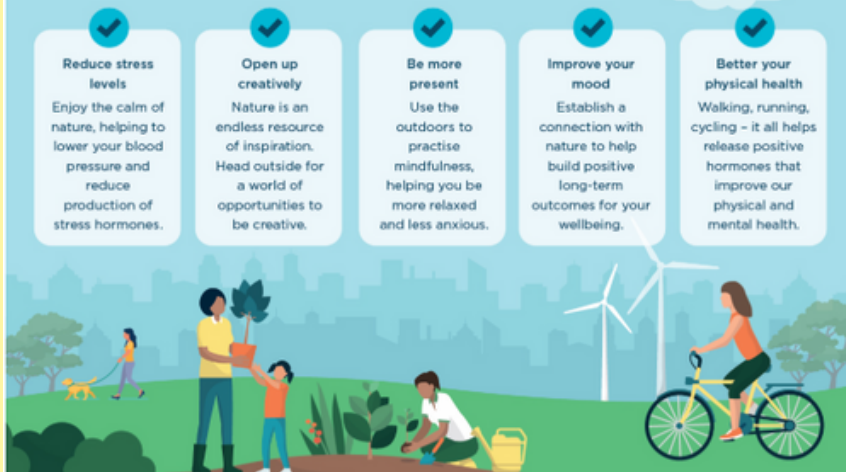 Reduce stress
levels
Enjoy the calm of
nature, helping to
lower your blood
pressure and
reduce
production of
stress hormones.
Open up
creatively
Nature is an
endless resource
of inspiration.
Head outside for
a world of
opportunities to
be creative.
Be more
present
Use the
outdoors to
practise
mindfulness,
helping you be
more relaxed
and less anxious.
Improve your
mood
Establish a
connection with
nature to help
build positive
long-term
outcomes for your
wellbeing.
Better your
physical health
Walking, running,
cycling – it all helps
release positive
hormones that
improve our
physical and
mental health.